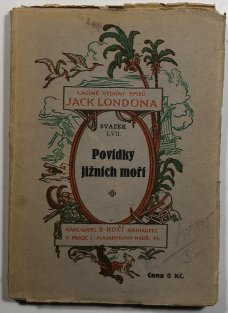 LACINÉ VYDÁNÍ SPISŮ
JACK LONDONA
SVAZEK
LVII.
Povídky
jižních moří
NAKLADATEL B. KOČÍ KNIHKUPEC
V PRAZE I - MASARYKOVO NÁBŘ. 14
Cena 6 Kč.